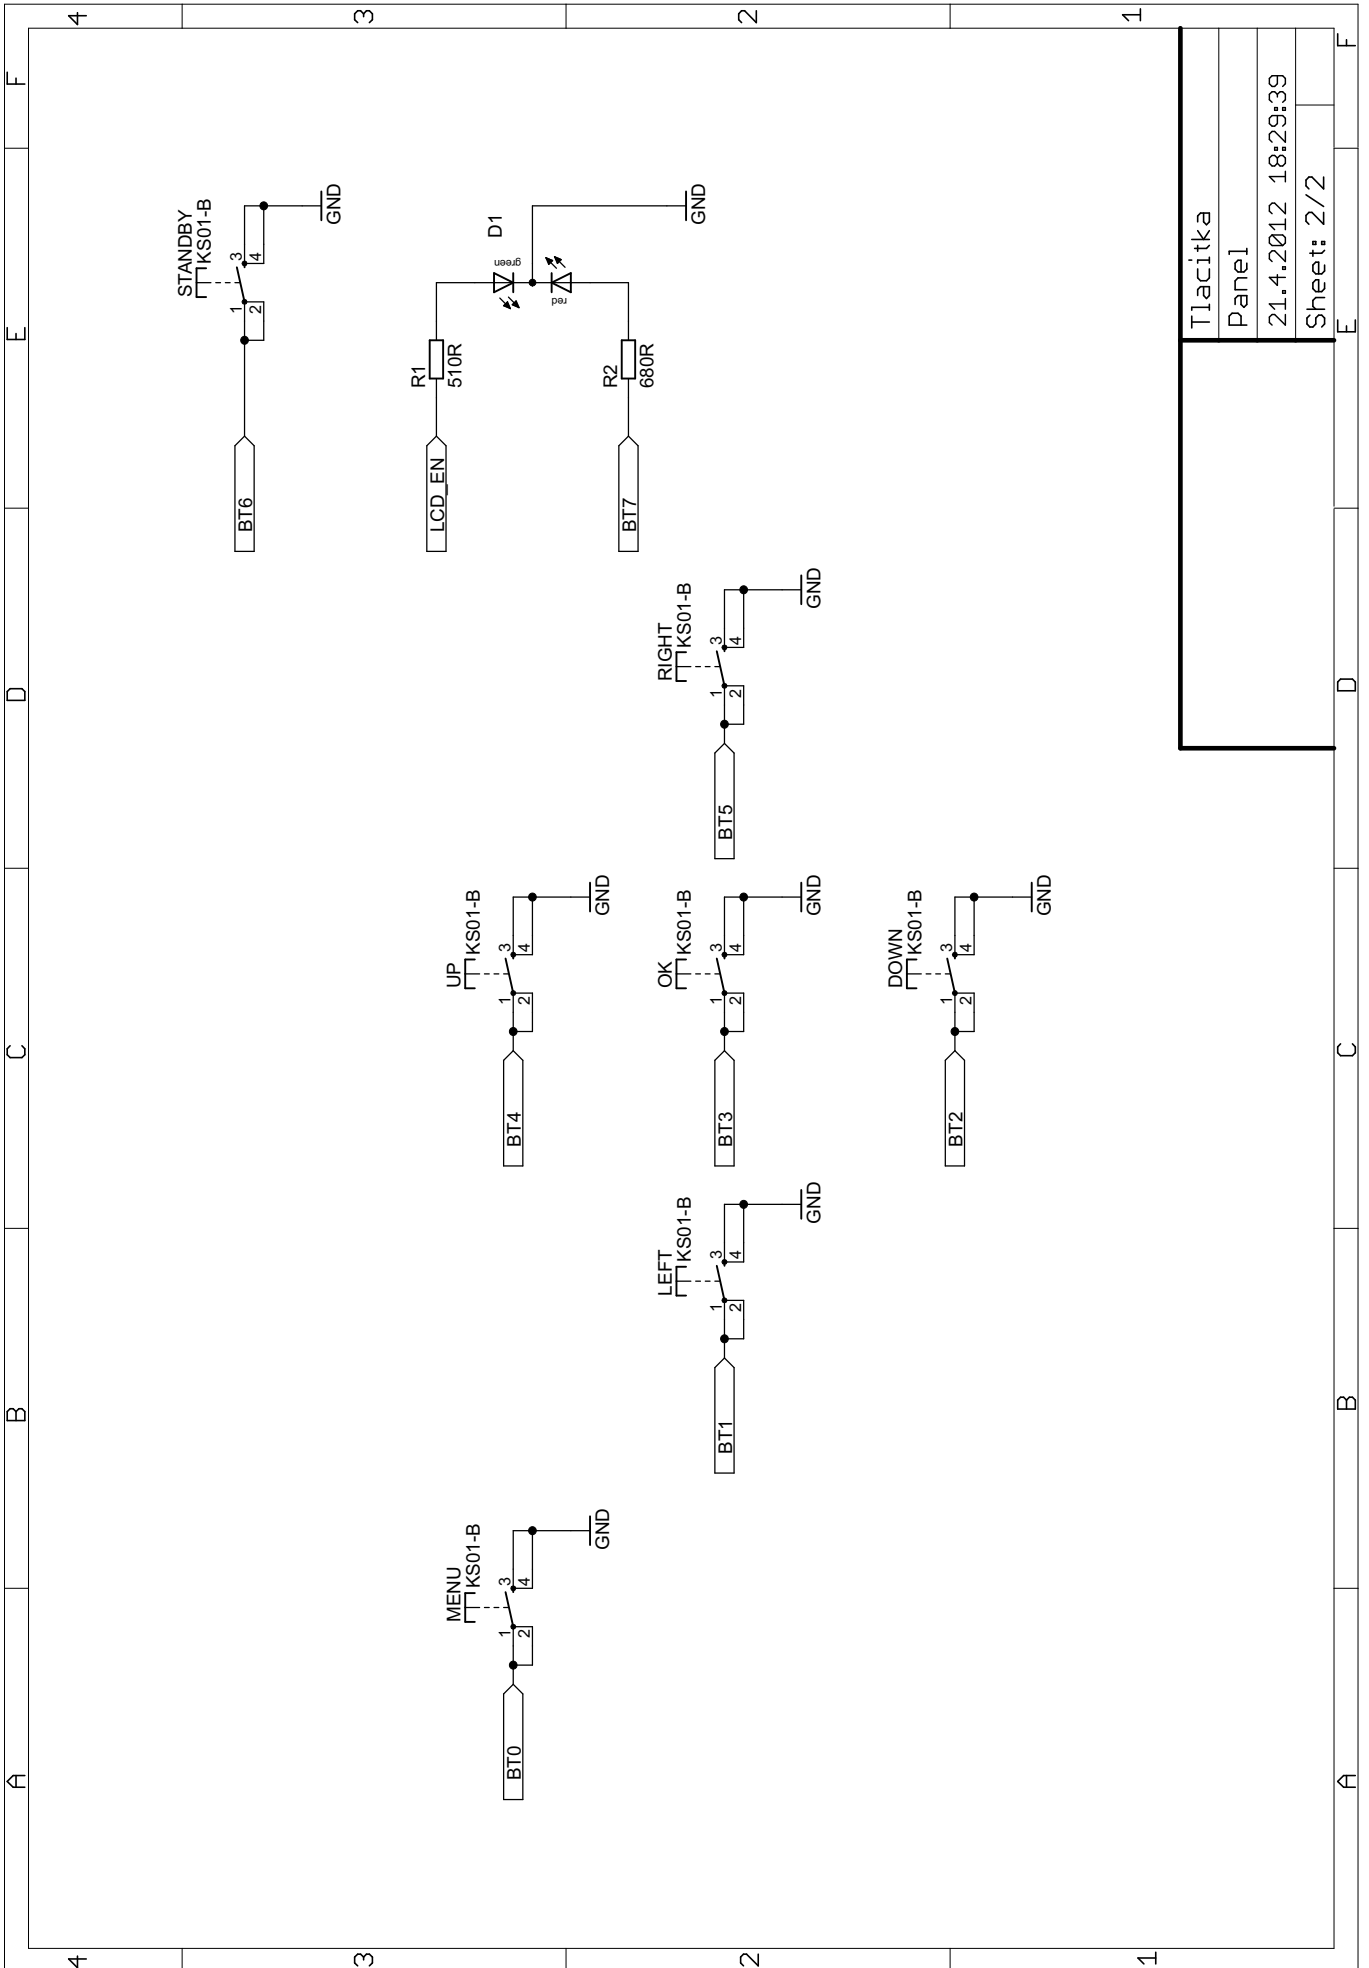 A
B
C
D
E
F
4
4
STANDBY
KS01-B
1
3
2
4
BT6
GND
3
3
MENU
KS01-B
1
3
2
4
BT0
GND
UP
KS01-B
1
3
2
4
BT4
GND
R1
510R
LCD_EN
D1
green
red
R2
680R
BT7
GND
2
2
LEFT
KS01-B
1
3
2
4
BT1
GND
OK
KS01-B
1
3
2
4
BT3
GND
RIGHT
KS01-B
1
3
2
4
BT5
GND
DOWN
KS01-B
1
3
2
4
BT2
GND
1
1
Tlacitka
Panel
21.4.2012 18:29:39
Sheet: 2/2
A
B
C
D
E
F